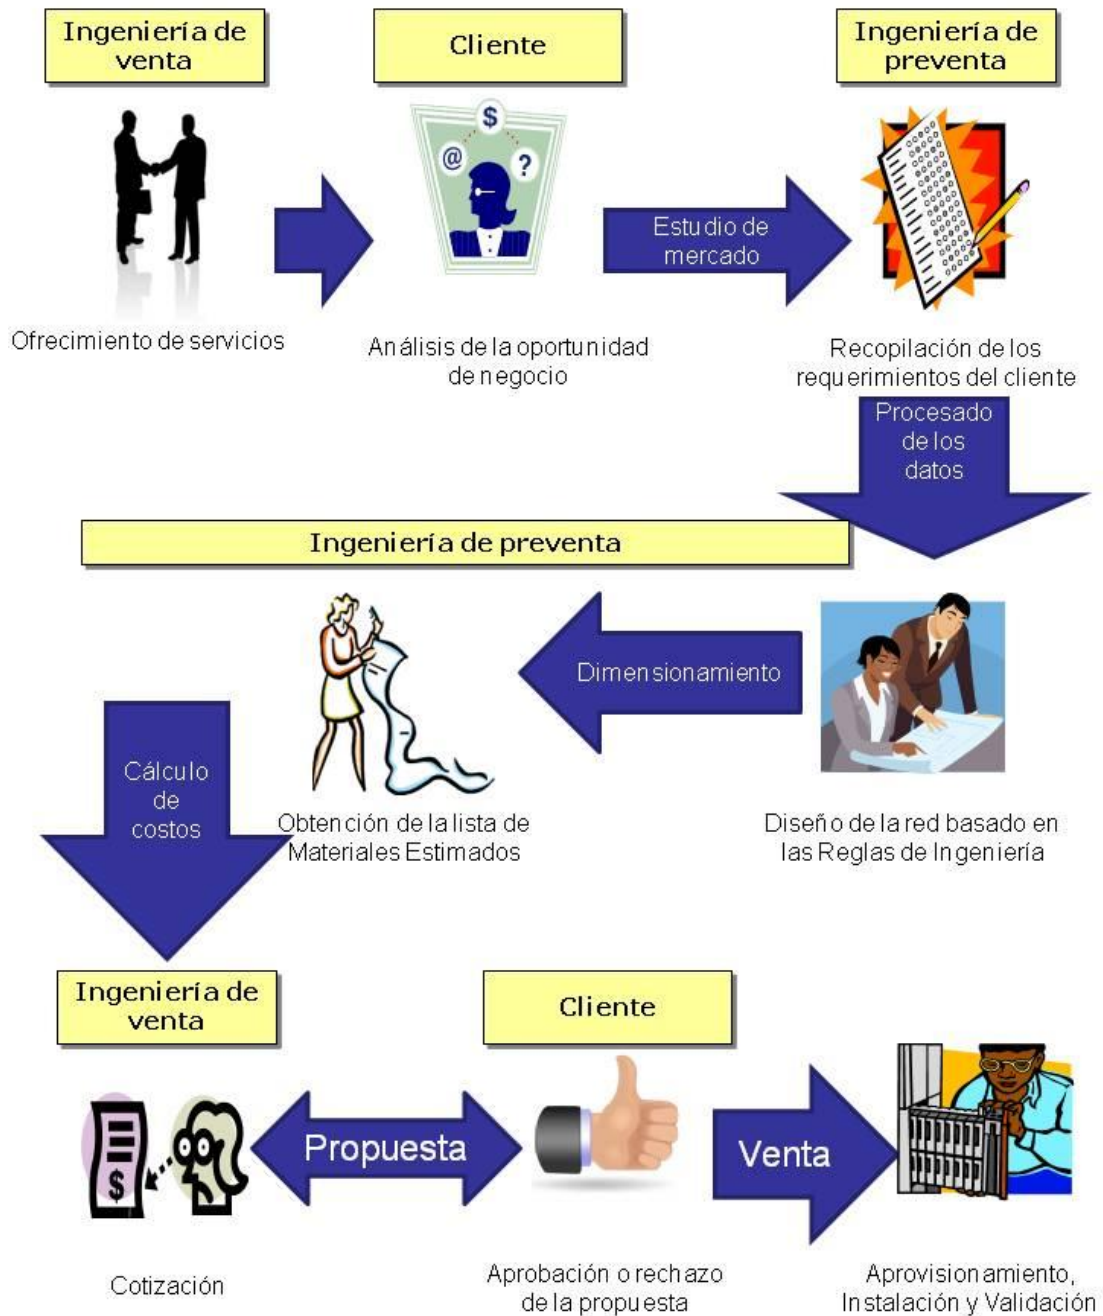 Ingeniería de
venta
Cliente
Ingeniería de
preventa
@
$
?
Estudio de
mercado
Ofrecimiento de servicios
Análisis de la oportunidad
de negocio
Recopilación de los
requerimientos del cliente
Procesado
de los
datos
Ingeniería de preventa
Dimensionamiento
Cálculo
de
costos
Obtención de la lista de
Materiales Estimados
Diseño de la red basado en
las Reglas de Ingeniería
Ingeniería de
venta
Cliente
$
Propuesta
Venta
Cotización
Aprobación o rechazo
de la propuesta
Aprovisionamiento,
Instalación y Validación